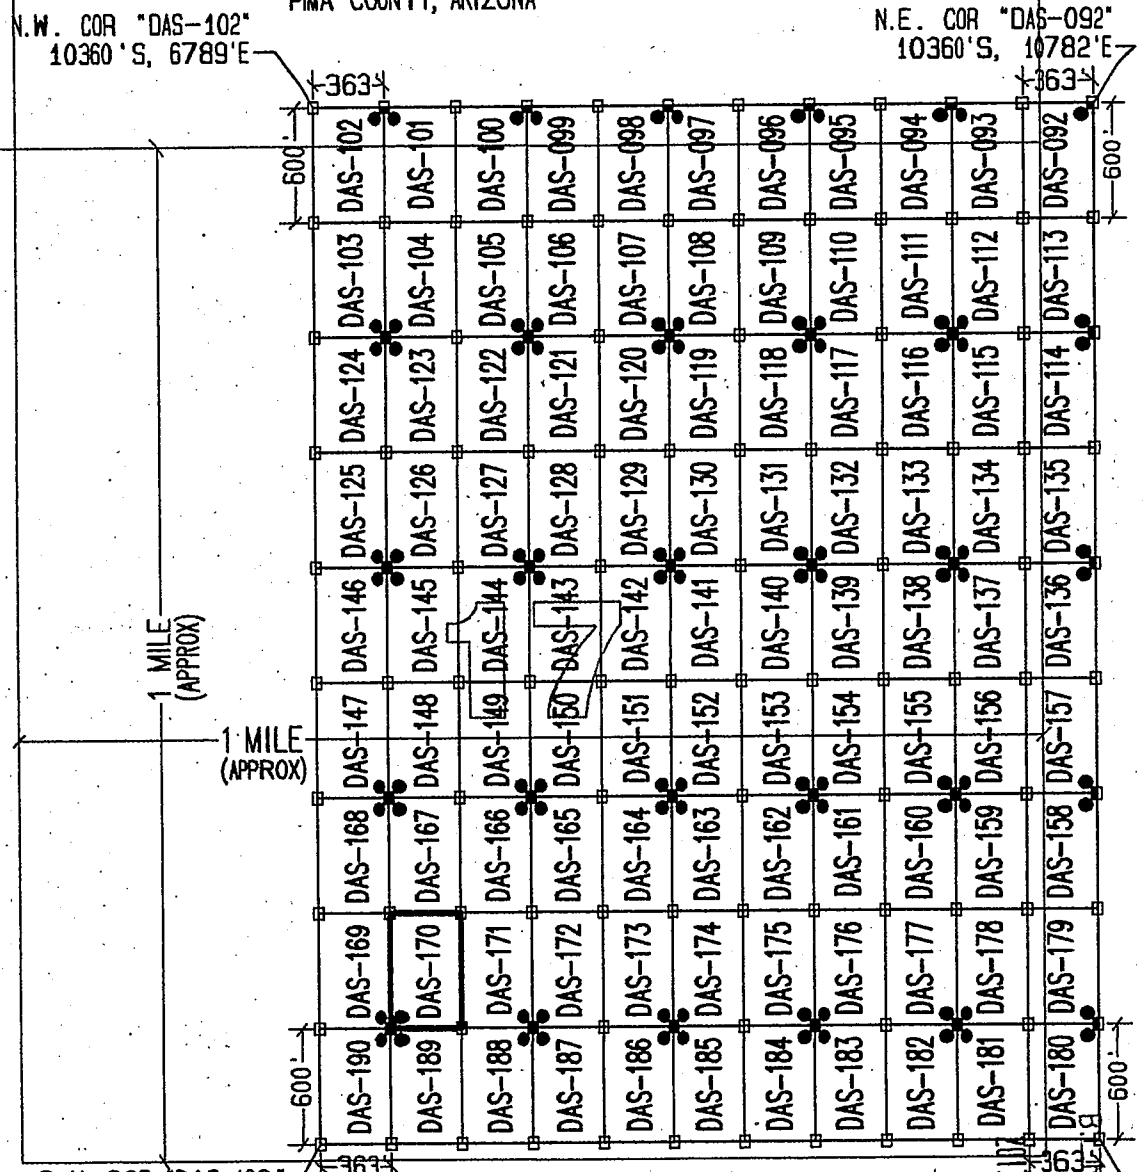 PIMA COUNTY, ARIZONA
N.W. COR "DAS-102"
10360'S, 6789'E
N.E. COR "DAS-092"
10360'S, 10782'E
363
363
600'
600'
DAS-102 DAS-101 DAS-100 DAS-099 DAS-098 DAS-097 DAS-096 DAS-095 DAS-094 DAS-093 DAS-092
DAS-103 DAS-104 DAS-105 DAS-106 DAS-107 DAS-108 DAS-109 DAS-110 DAS-111 DAS-112 DAS-113
DAS-124 DAS-123 DAS-122 DAS-121 DAS-120 DAS-119 DAS-118 DAS-117 DAS-116 DAS-115 DAS-114
DAS-125 DAS-126 DAS-127 DAS-128 DAS-129 DAS-130 DAS-131 DAS-132 DAS-133 DAS-134 DAS-135
DAS-146 DAS-145 DAS-144 DAS-143 DAS-142 DAS-141 DAS-140 DAS-139 DAS-138 DAS-137 DAS-136
17
1 MILE
(APPROX)
DAS-147 DAS-148 DAS-149 DAS-150 DAS-151 DAS-152 DAS-153 DAS-154 DAS-155 DAS-156 DAS-157
1 MILE
(APPROX)
DAS-168 DAS-167 DAS-166 DAS-165 DAS-164 DAS-163 DAS-162 DAS-161 DAS-160 DAS-159 DAS-158
DAS-169 DAS-170 DAS-171 DAS-172 DAS-173 DAS-174 DAS-175 DAS-176 DAS-177 DAS-178 DAS-179
DAS-190 DAS-189 DAS-188 DAS-187 DAS-186 DAS-185 DAS-184 DAS-183 DAS-182 DAS-181 DAS-180
600'
600'
363
363